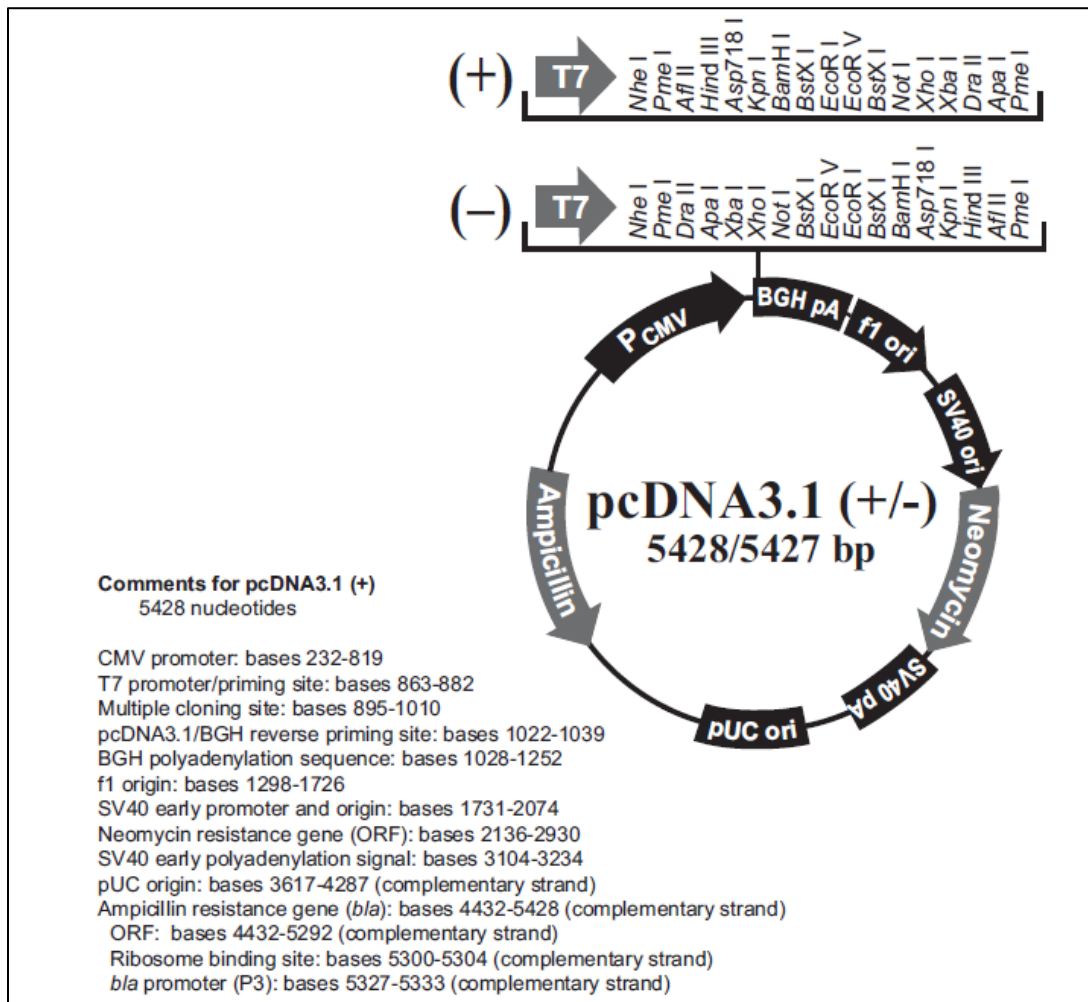 (+) T7 Nhe I Pme I Afl II Hind III Asp718 I Kpn I BamH I BstX I EcoR I EcoR V BstX I Not I Xho I Xba I Dra II Apa I Pme I
(–) T7 Nhe I Pme I Dra II Apa I Xba I Xho I Not I BstX I EcoR V EcoR I BstX I BamH I Asp718 I Kpn I Hind III Afl II Pme I
PCMV
BGH pA
f1 ori
SV40 ori
Neomycin
SV40 pA
pUC ori
Ampicillin
pcDNA3.1 (+/-)
5428/5427 bp
Comments for pcDNA3.1 (+)
5428 nucleotides
CMV promoter: bases 232-819
T7 promoter/priming site: bases 863-882
Multiple cloning site: bases 895-1010
pcDNA3.1/BGH reverse priming site: bases 1022-1039
BGH polyadenylation sequence: bases 1028-1252
f1 origin: bases 1298-1726
SV40 early promoter and origin: bases 1731-2074
Neomycin resistance gene (ORF): bases 2136-2930
SV40 early polyadenylation signal: bases 3104-3234
pUC origin: bases 3617-4287 (complementary strand)
Ampicillin resistance gene (bla): bases 4432-5428 (complementary strand)
ORF: bases 4432-5292 (complementary strand)
Ribosome binding site: bases 5300-5304 (complementary strand)
bla promoter (P3): bases 5327-5333 (complementary strand)